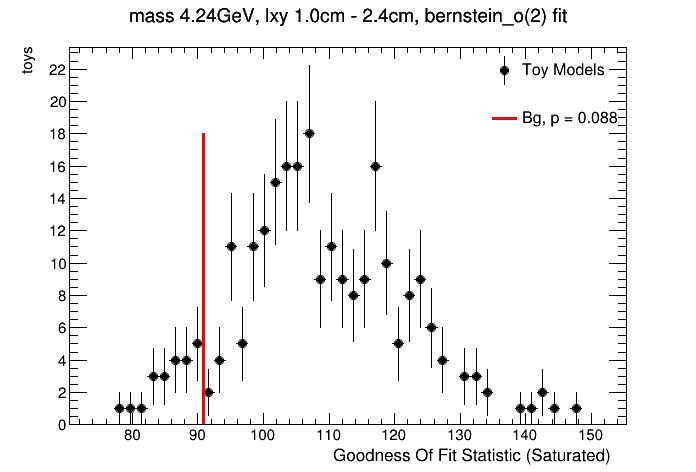 mass 4.24GeV, lxy 1.0cm - 2.4cm, bernstein_o(2) fit
toys
22
20
18
16
14
12
10
8
6
4
2
0
Toy Models
Bg, p = 0.088
80 90 100 110 120 130 140 150
Goodness Of Fit Statistic (Saturated)